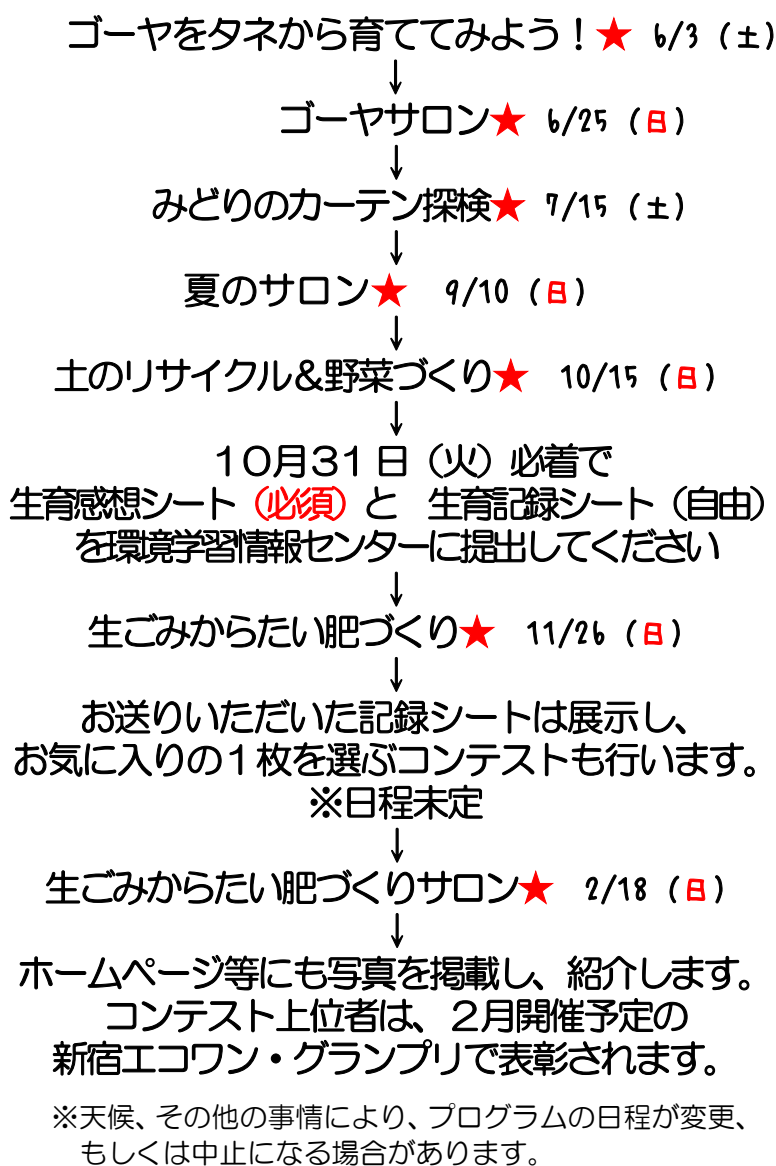 ゴーヤをタネから育ててみよう！★ 6/3 (土)
↓
ゴーヤサロン★ 6/25 (日)
↓
みどりのカーテン探検★ 7/15 (土)
↓
夏のサロン★ 9/10 (日)
↓
土のリサイクル＆野菜づくり★ 10/15 (日)
↓
１０月３１日（火）必着で
生育感想シート（必須）と 生育記録シート（自由）
を環境学習情報センターに提出してください
↓
生ごみからたい肥づくり★ 11/26 (日)
↓
お送りいただいた記録シートは展示し、
お気に入りの１枚を選ぶコンテストも行います。
※日程未定
↓
生ごみからたい肥づくりサロン★ 2/18 (日)
↓
ホームページ等にも写真を掲載し、紹介します。
コンテスト上位者は、２月開催予定の
新宿エコワン・グランプリで表彰されます。
※天候、その他の事情により、プログラムの日程が変更、
もしくは中止になる場合があります。